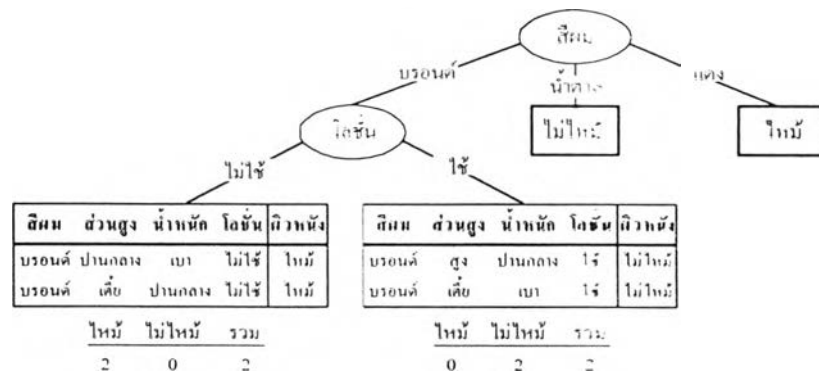 สีผม
บรอนด์ น้ำตาล แดง
โลชั่น ไม่ไหม้ ไหม้
ไม่ใช้ ใช้
สีผม ส่วนสูง น้ำหนัก โลชั่น ผิวหนัง
บรอนด์ ปานกลาง เบา ไม่ใช้ ไหม้
บรอนด์ เตี้ย ปานกลาง ไม่ใช้ ไหม้
ไหม้ ไม่ไหม้ รวม
2 0 2
สีผม ส่วนสูง น้ำหนัก โลชั่น ผิวหนัง
บรอนด์ สูง ปานกลาง ใช้ ไม่ไหม้
บรอนด์ เตี้ย เบา ใช้ ไม่ไหม้
ไหม้ ไม่ไหม้ รวม
0 2 2